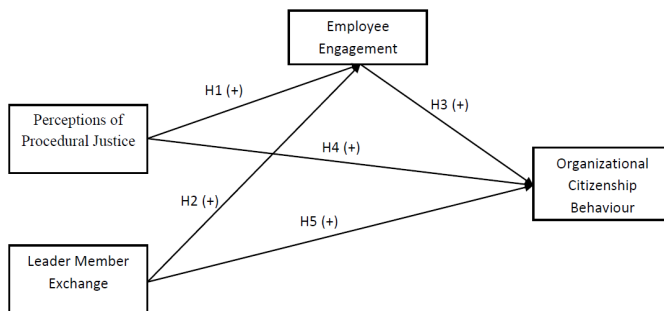 Employee
Engagement
H1 (+)
H3 (+)
Perceptions of
Procedural Justice
H4 (+)
Organizational
Citizenship
Behaviour
H2 (+)
H5 (+)
Leader Member
Exchange